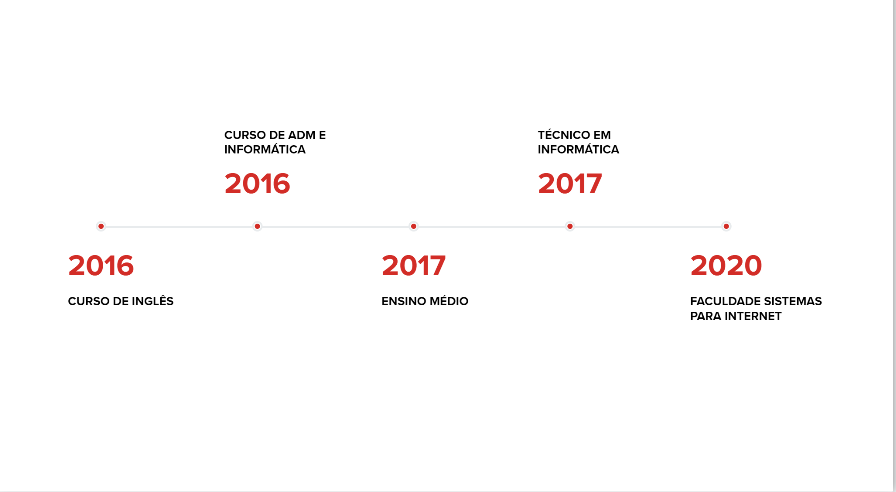 CURSO DE ADM E
INFORMÁTICA
2016
TÉCNICO EM
INFORMÁTICA
2017
2016
CURSO DE INGLÊS
2017
ENSINO MÉDIO
2020
FACULDADE SISTEMAS
PARA INTERNET